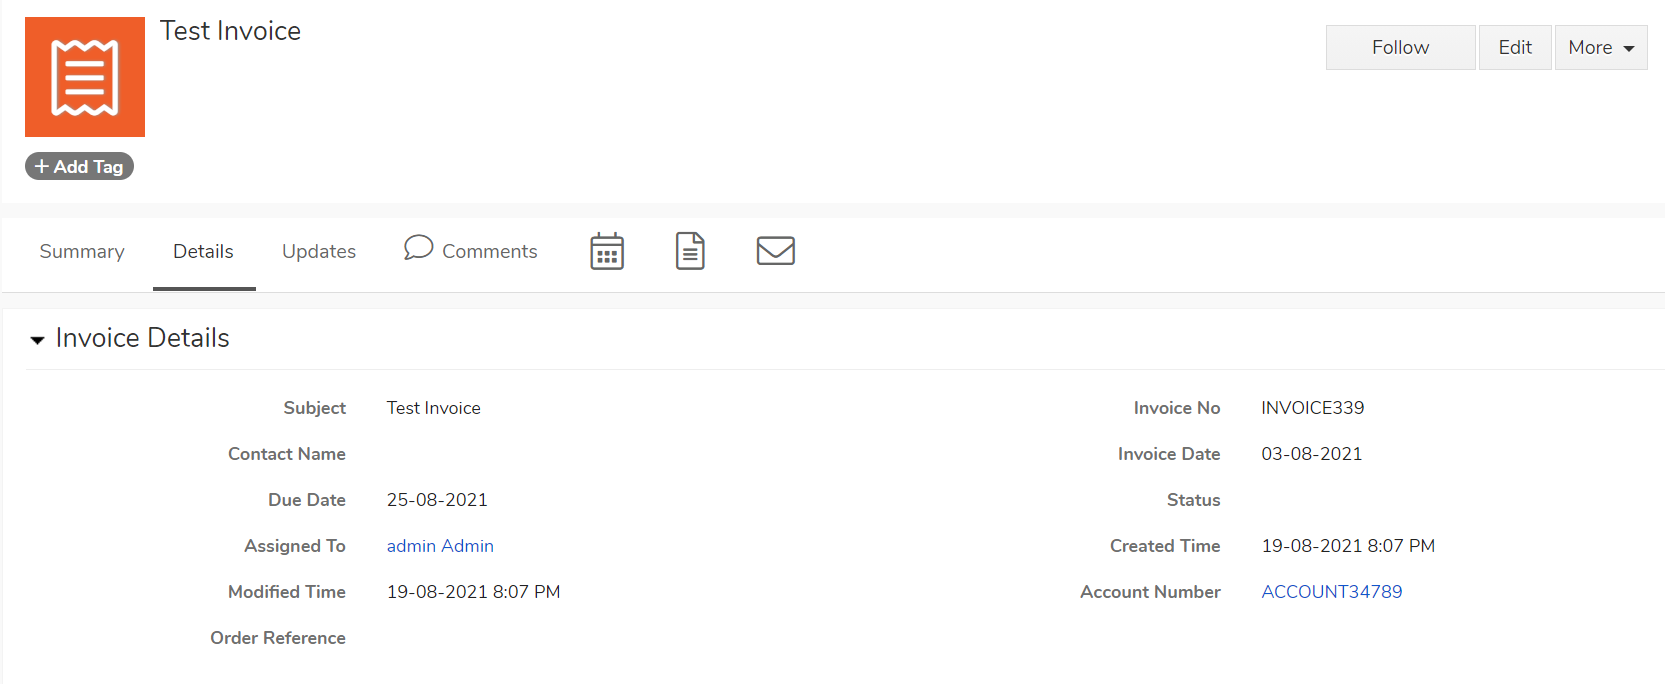 Test Invoice
Follow
Edit
More
+ Add Tag
Summary
Details
Updates
Comments
Invoice Details
Subject Test Invoice
Invoice No INVOICE339
Contact Name
Invoice Date 03-08-2021
Due Date 25-08-2021
Status
Assigned To admin Admin
Created Time 19-08-2021 8:07 PM
Modified Time 19-08-2021 8:07 PM
Account Number ACCOUNT34789
Order Reference